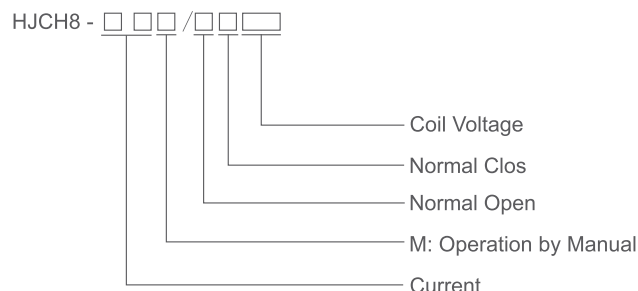 HJCH8 - □ □ □ / □ □ □
Coil Voltage
Normal Clos
Normal Open
M: Operation by Manual
Current